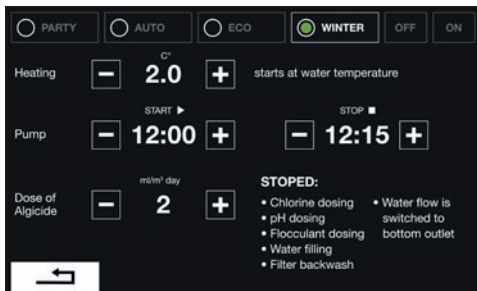 PARTY AUTO ECO WINTER OFF ON
C°
Heating − 2.0 + starts at water temperature
START ▶ STOP ■
Pump − 12:00 + − 12:15 +
ml/m³ day
Dose of
Algicide − 2 +
STOPED:
• Chlorine dosing
• pH dosing
• Flocculant dosing
• Water filling
• Filter backwash
• Water flow is
switched to
bottom outlet